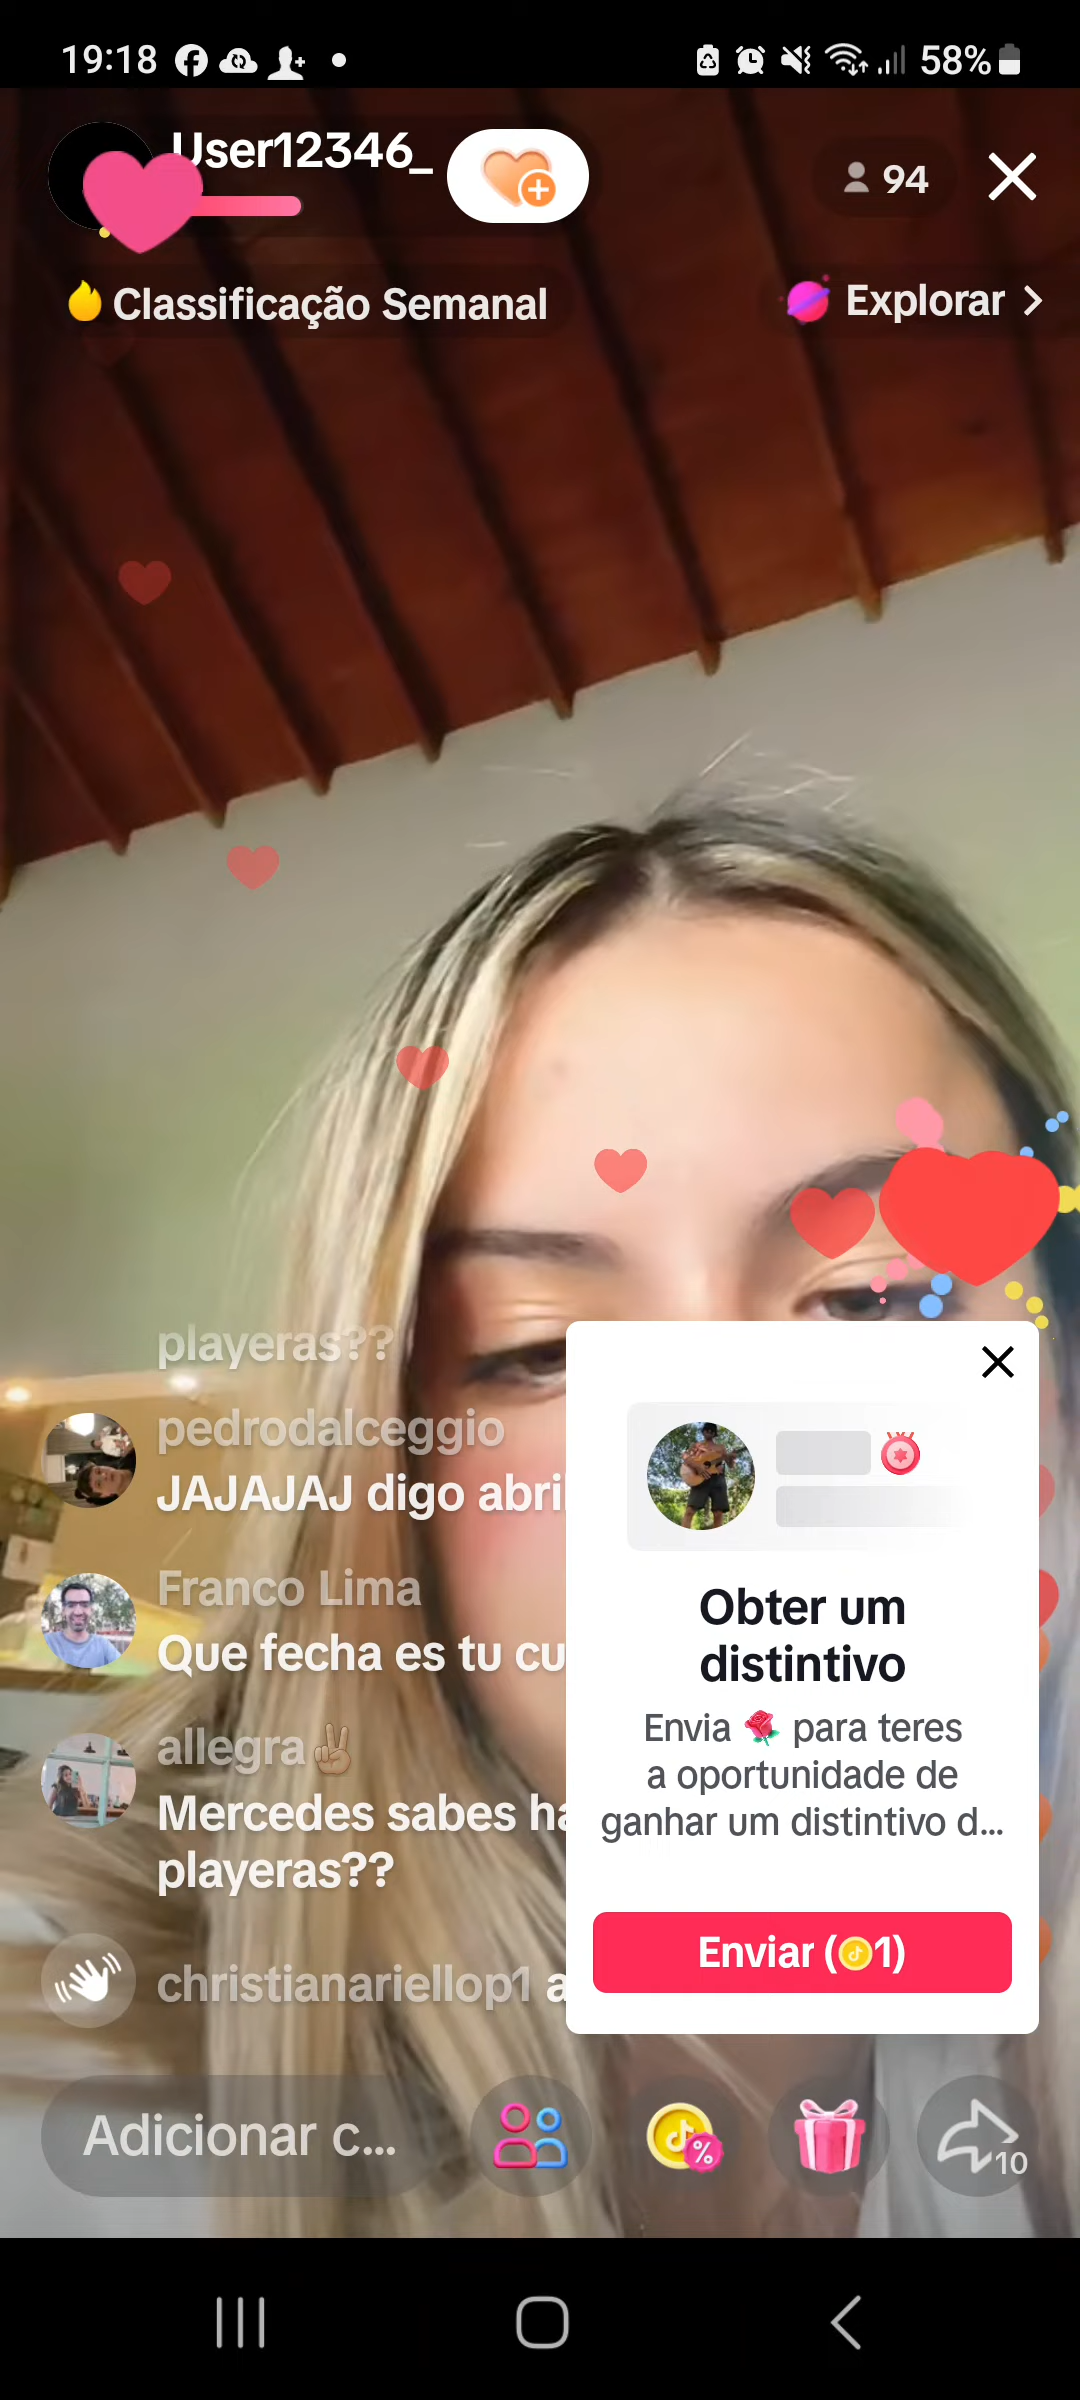 19:18
58%
User12346_
94
Classificação Semanal
Explorar
playeras??
pedrodalceggio
JAJAJAJ digo abril
Franco Lima
Que fecha es tu cu
allegra✌🏽
Mercedes sabes ha
playeras??
christianariellop1 a
Obter um
distintivo
Envia 🌹 para teres
a oportunidade de
ganhar um distintivo d...
Enviar (1)
Adicionar c...
%
10